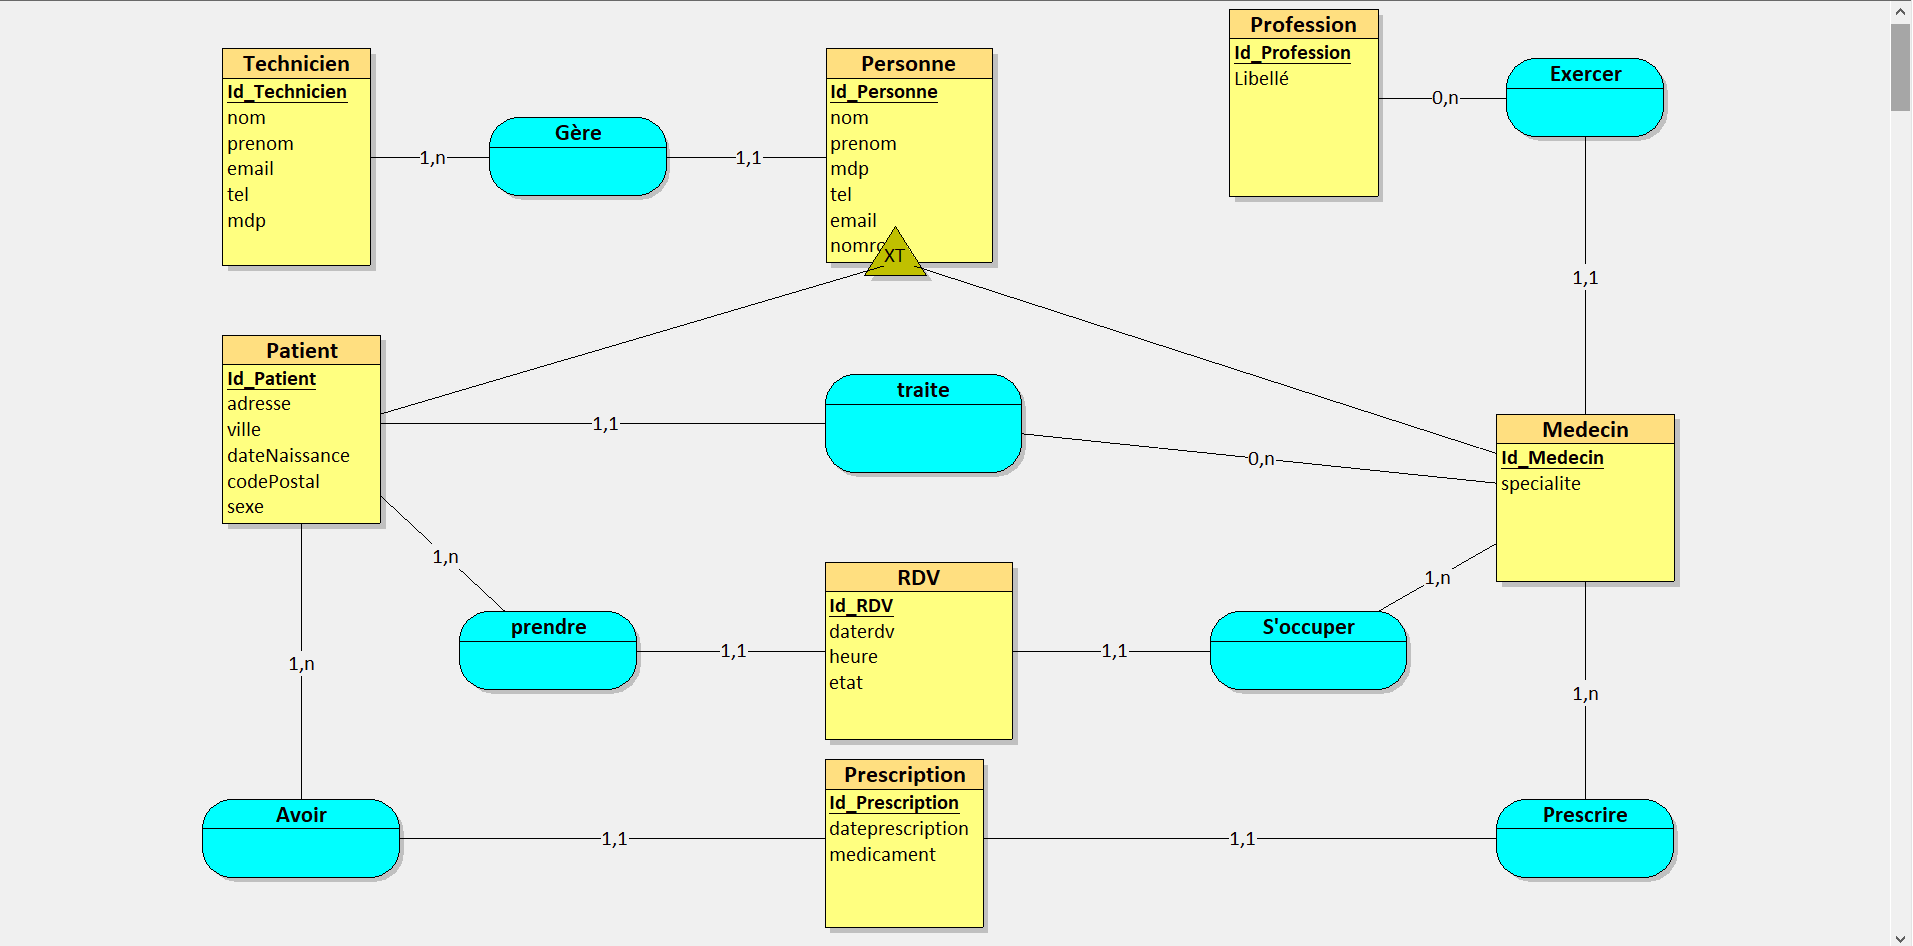 Technicien
Id_Technicien
nom
prenom
email
tel
mdp
1,n
Gère
1,1
Personne
Id_Personne
nom
prenom
mdp
tel
email
XT
Profession
Id_Profession
Libellé
0,n
Exercer
1,1
Patient
Id_Patient
adresse
ville
dateNaissance
codePostal
sexe
1,1
traite
0,n
Medecin
Id_Medecin
specialite
1,n
prendre
1,1
RDV
Id_RDV
daterdv
heure
etat
1,1
S'occuper
1,n
1,n
1,n
Avoir
1,1
Prescription
Id_Prescription
dateprescription
medicament
1,1
Prescrire